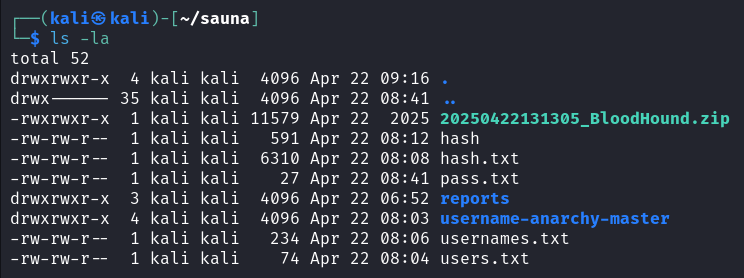 ┌──(kali㉿kali)-[~/sauna]
└─$ ls -la
total 52
drwxrwxr-x  4 kali kali  4096 Apr 22 09:16 .
drwx------ 35 kali kali  4096 Apr 22 08:41 ..
-rwxrwxr-x  1 kali kali 11579 Apr 22  2025 20250422131305_BloodHound.zip
-rw-rw-r--  1 kali kali   591 Apr 22 08:12 hash
-rw-rw-r--  1 kali kali  6310 Apr 22 08:08 hash.txt
-rw-rw-r--  1 kali kali    27 Apr 22 08:41 pass.txt
drwxrwxr-x  3 kali kali  4096 Apr 22 06:52 reports
drwxrwxr-x  4 kali kali  4096 Apr 22 08:03 username-anarchy-master
-rw-rw-r--  1 kali kali   234 Apr 22 08:06 usernames.txt
-rw-rw-r--  1 kali kali    74 Apr 22 08:04 users.txt